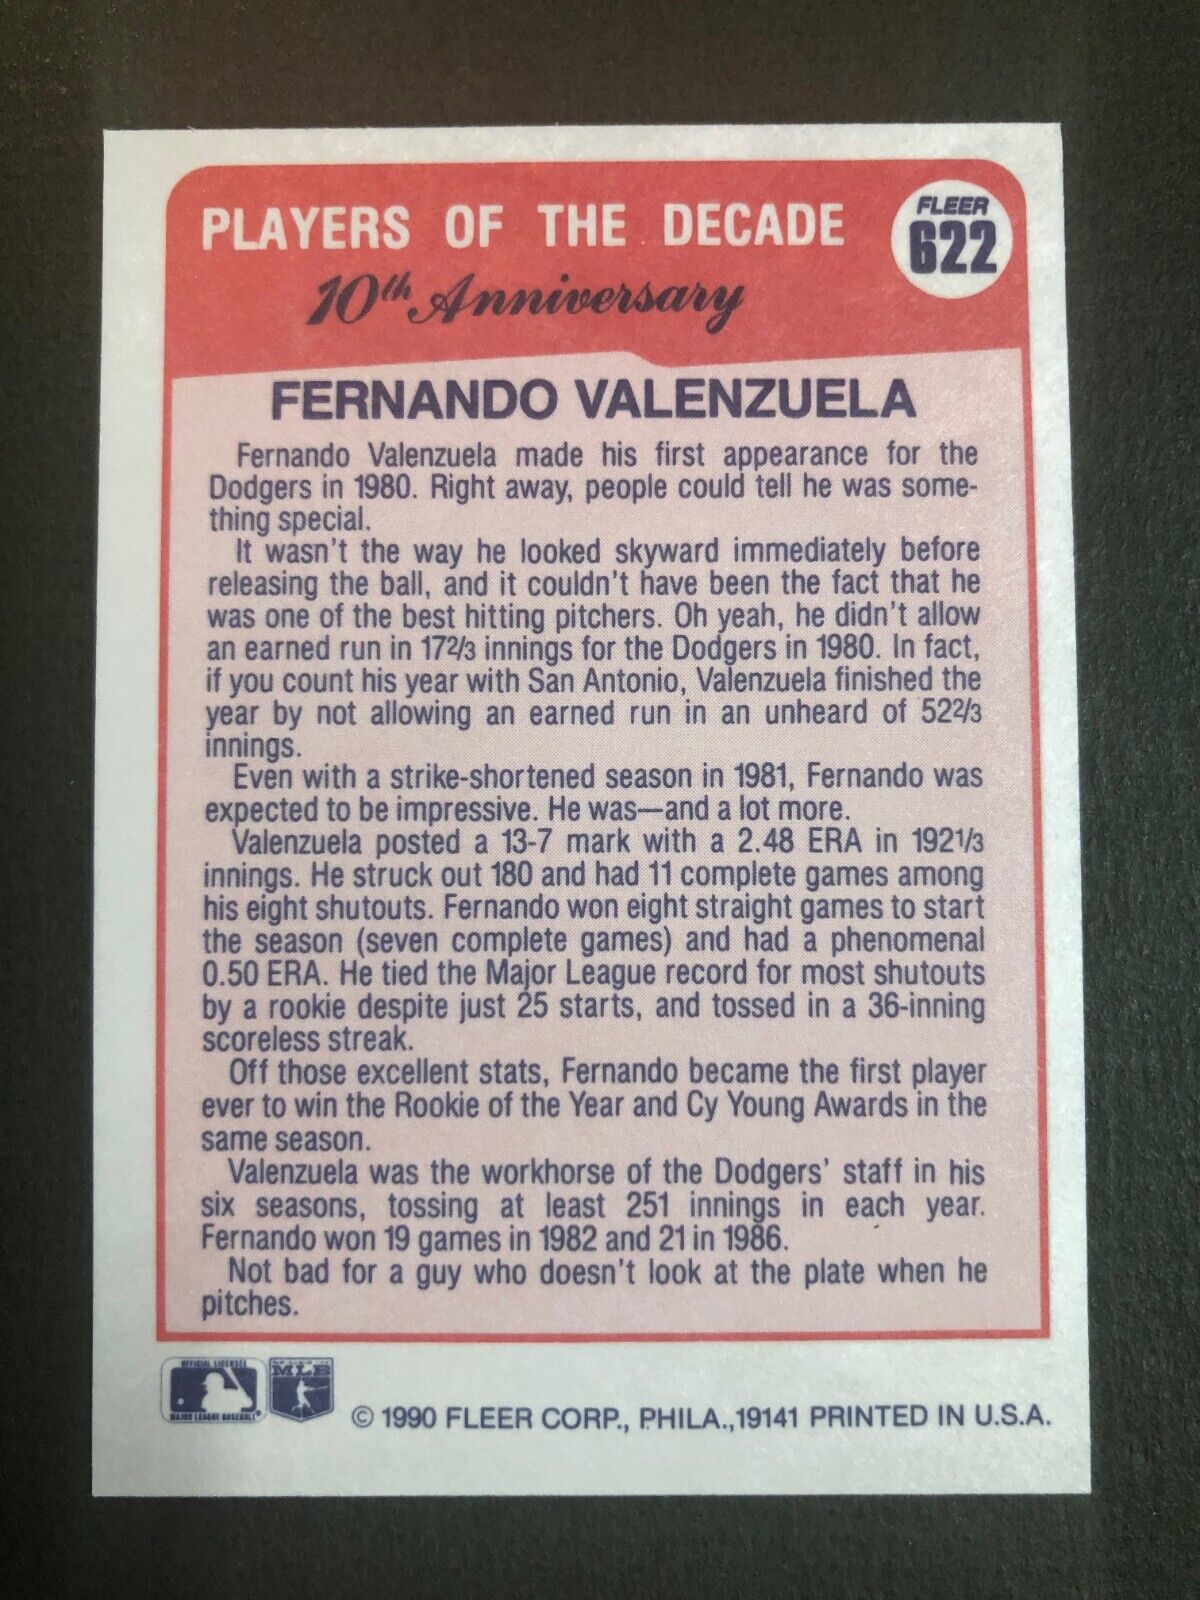 PLAYERS OF THE DECADE
FLEER
622
10th Anniversary
FERNANDO VALENZUELA
Fernando Valenzuela made his first appearance for the
Dodgers in 1980. Right away, people could tell he was some-
thing special.
It wasn't the way he looked skyward immediately before
releasing the ball, and it couldn't have been the fact that he
was one of the best hitting pitchers. Oh yeah, he didn't allow
an earned run in 172/3 innings for the Dodgers in 1980. In fact,
if you count his year with San Antonio, Valenzuela finished the
year by not allowing an earned run in an unheard of 522/3
innings.
Even with a strike-shortened season in 1981, Fernando was
expected to be impressive. He was—and a lot more.
Valenzuela posted a 13-7 mark with a 2.48 ERA in 1921/3
innings. He struck out 180 and had 11 complete games among
his eight shutouts. Fernando won eight straight games to start
the season (seven complete games) and had a phenomenal
0.50 ERA. He tied the Major League record for most shutouts
by a rookie despite just 25 starts, and tossed in a 36-inning
scoreless streak.
Off those excellent stats, Fernando became the first player
ever to win the Rookie of the Year and Cy Young Awards in the
same season.
Valenzuela was the workhorse of the Dodgers' staff in his
six seasons, tossing at least 251 innings in each year.
Fernando won 19 games in 1982 and 21 in 1986.
Not bad for a guy who doesn't look at the plate when he
pitches.
OFFICIAL LICENSEE
MAJOR LEAGUE BASEBALL
MLB
© 1990 FLEER CORP., PHILA.,19141 PRINTED IN U.S.A.